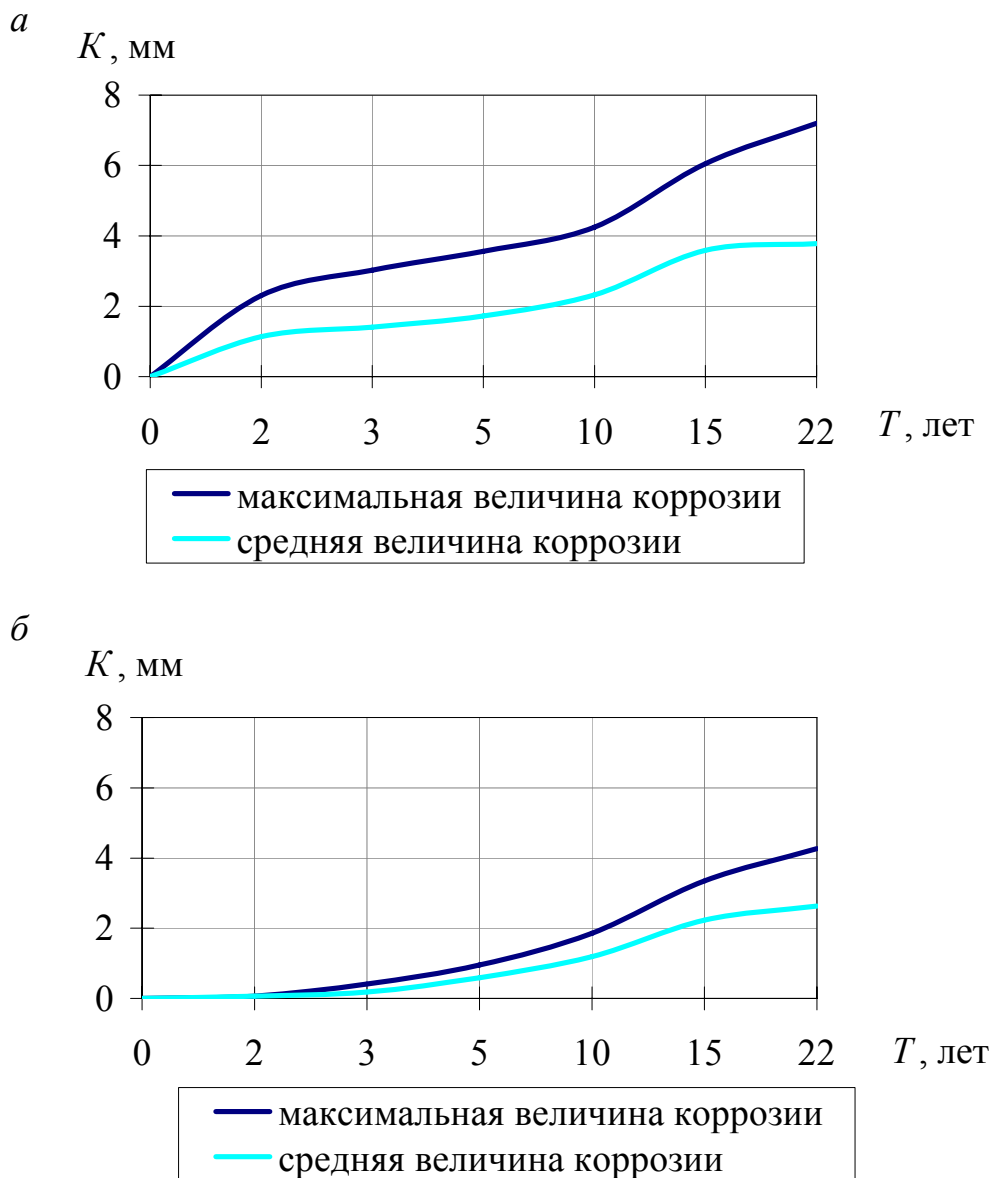 а
К, мм
8
6
4
2
0
0 2 3 5 10 15 22 Т, лет
максимальная величина коррозии
средняя величина коррозии
б
К, мм
8
6
4
2
0
0 2 3 5 10 15 22 Т, лет
максимальная величина коррозии
средняя величина коррозии